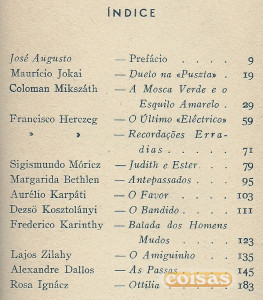 ÍNDICE
José Augusto — Prefácio . . . . 9
Maurício Jokai — Duelo na «Puszta» . 19
Coloman Mikszáth — A Mosca Verde e o
Esquilo Amarelo . 29
Francisco Herczeg — O Último «Eléctrico» 59
» » — Recordações Erra-
dias . . . . . 71
Sigismundo Móricz — Judith e Ester . . 79
Margarida Bethlen — Antepassados . . . 95
Aurélio Karpáti — O Favor . . . . 103
Dezsö Kosztolányi — O Bandido . . . 111
Frederico Karinthy — Balada dos Homens
Mudos . . . . 123
Lajos Zilahy — O Amiguinho . . . 135
Alexandre Dallos — As Passas . . . . 145
Rosa Ignácz — Ottília . . . . . 183
coisas